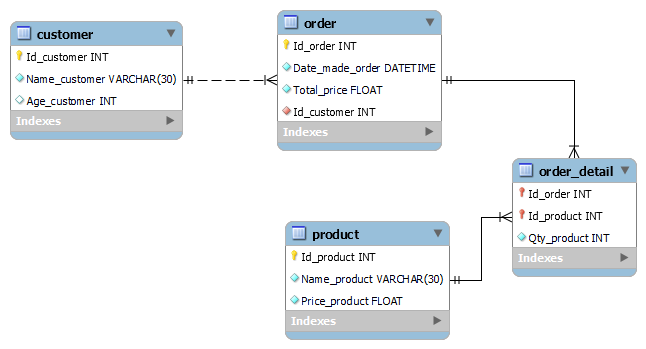 customer
Id_customer INT
Name_customer VARCHAR(30)
Age_customer INT
Indexes
order
Id_order INT
Date_made_order DATETIME
Total_price FLOAT
Id_customer INT
Indexes
order_detail
Id_order INT
Id_product INT
Qty_product INT
Indexes
product
Id_product INT
Name_product VARCHAR(30)
Price_product FLOAT
Indexes